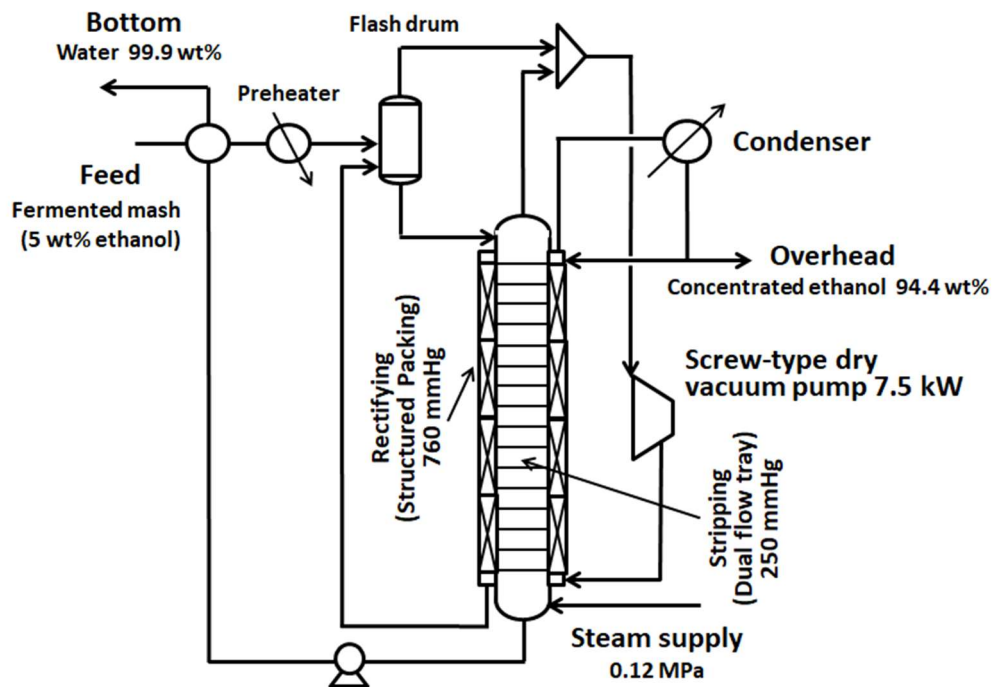 Bottom
Water 99.9 wt%
Flash drum
Preheater
Condenser
Feed
Fermented mash
(5 wt% ethanol)
Overhead
Concentrated ethanol 94.4 wt%
Rectifying
(Structured Packing)
760 mmHg
Screw-type dry
vacuum pump 7.5 kW
Stripping
(Dual flow tray)
250 mmHg
Steam supply
0.12 MPa